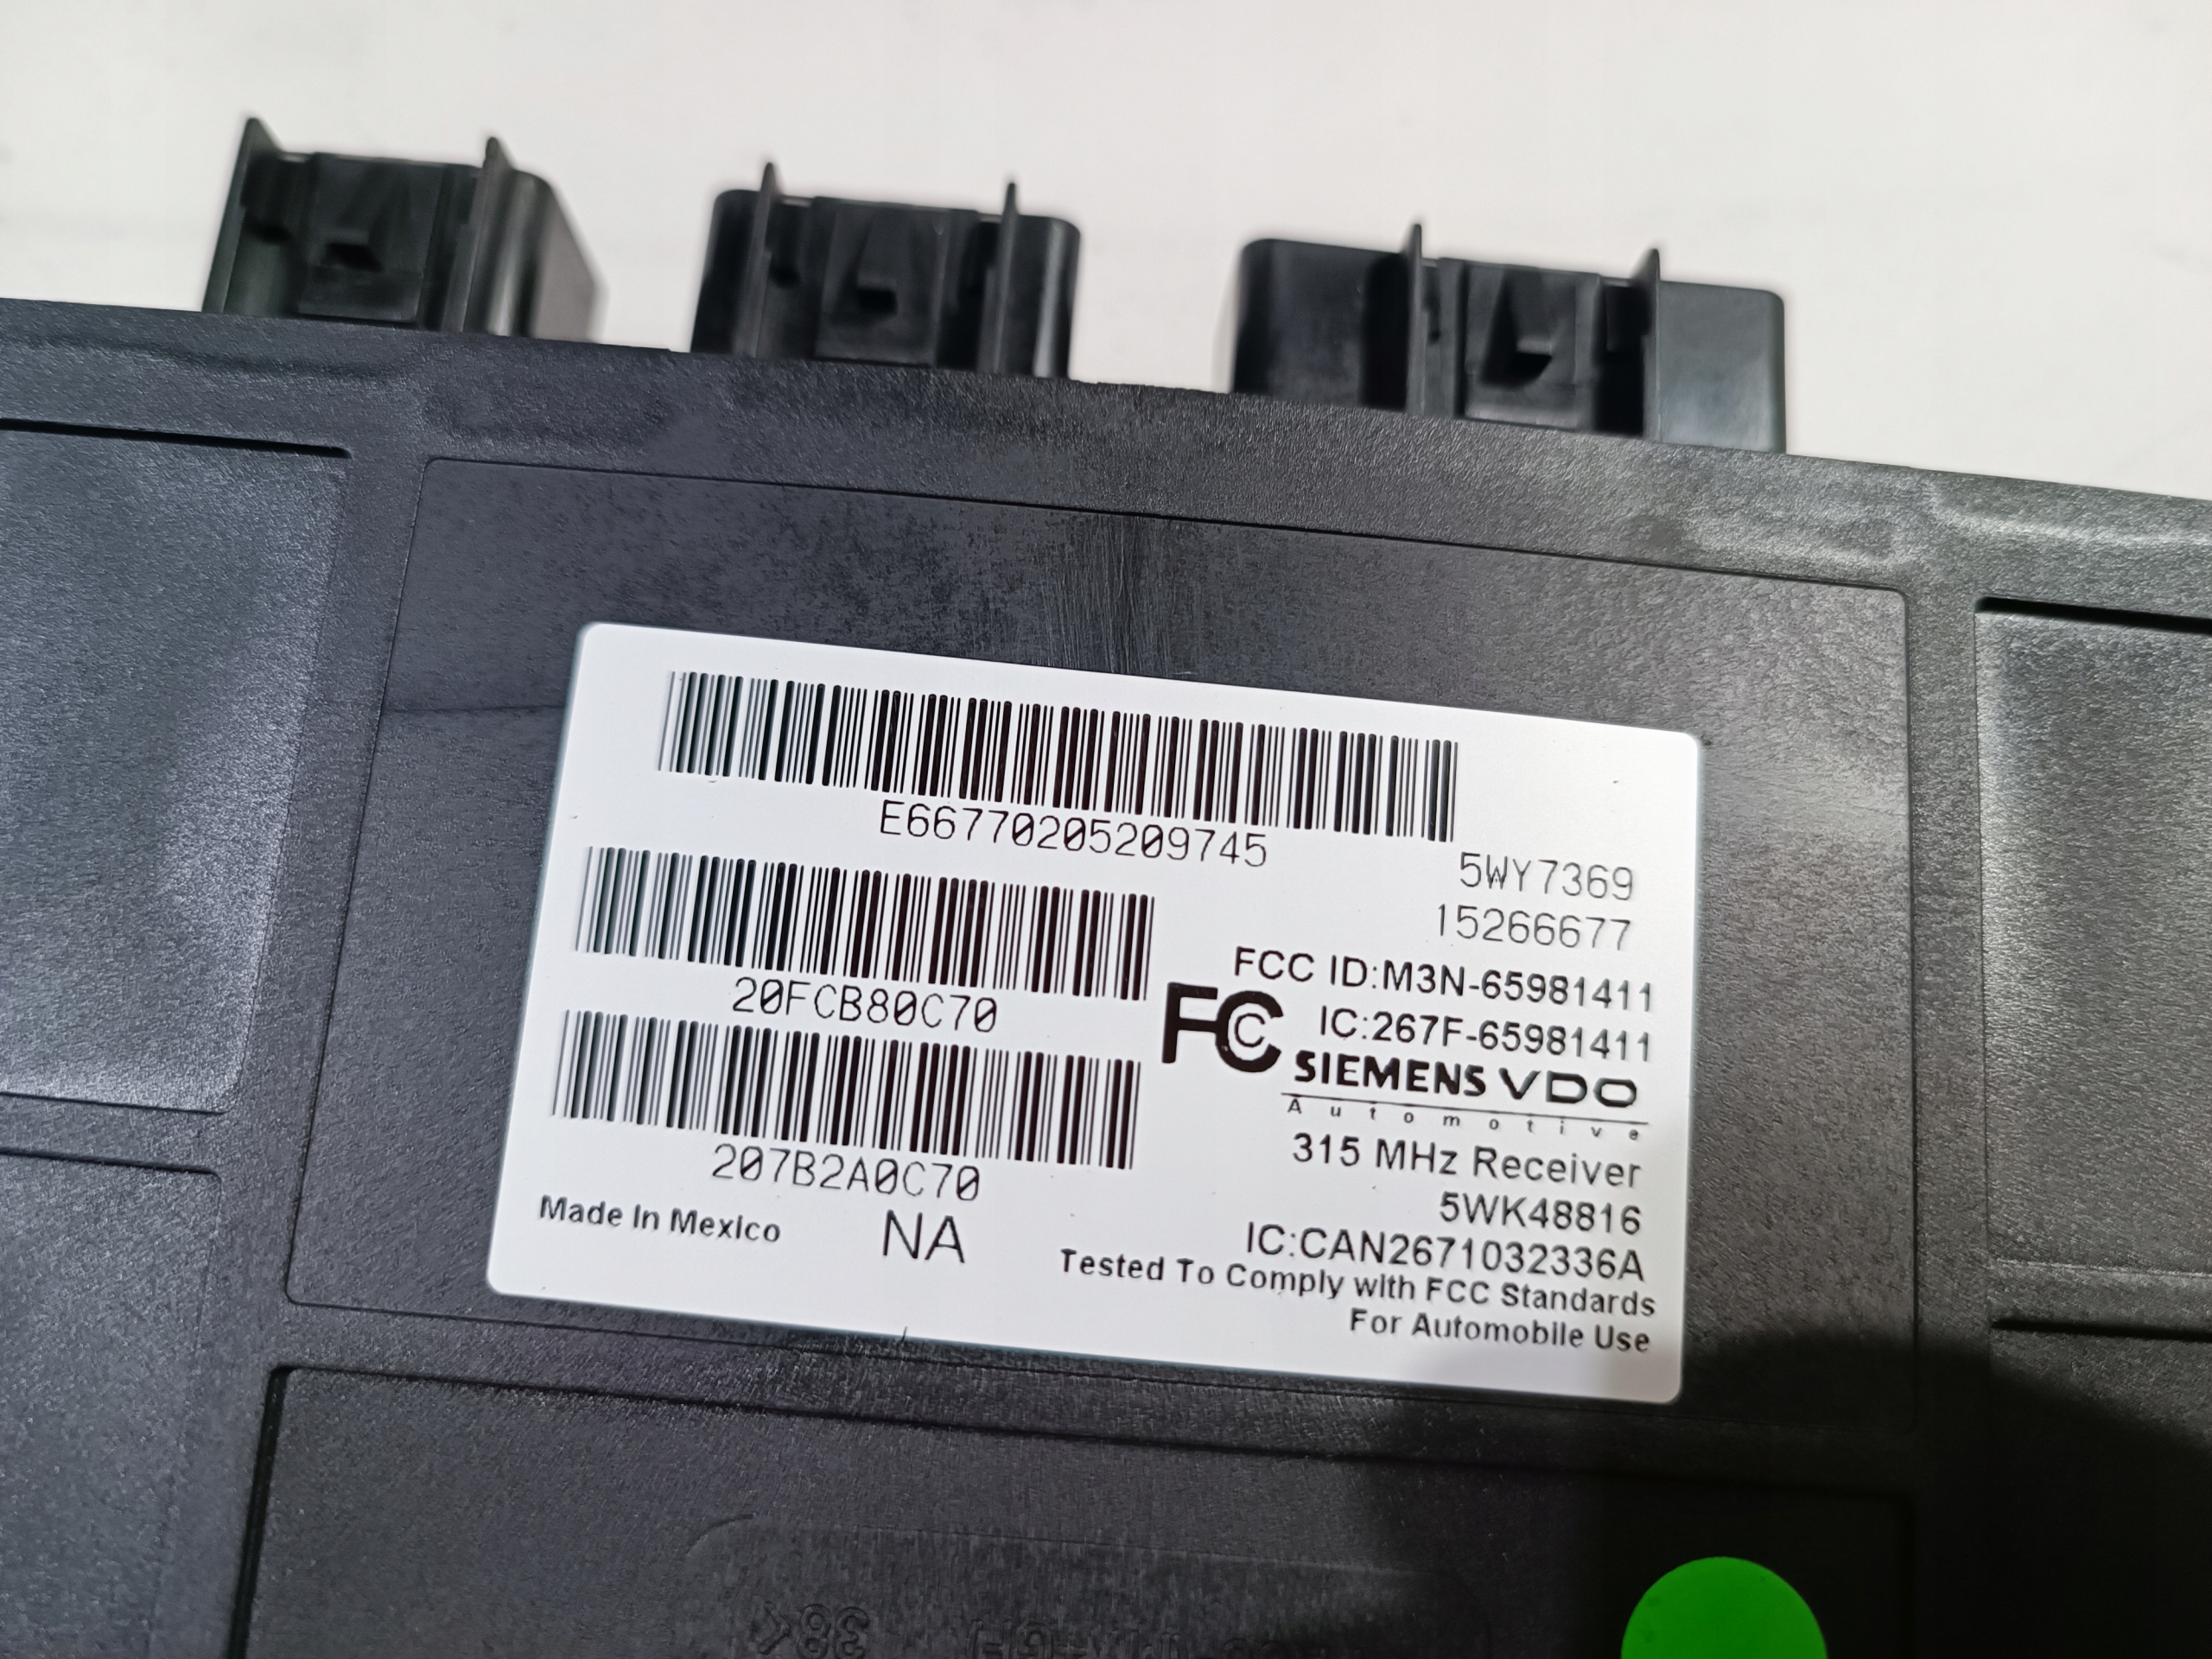 E66770205209745
5WY7369
15266677
20FCB80C70
FCC ID:M3N-65981411
FC
IC:267F-65981411
SIEMENS VDO
Automotive
207B2A0C70
315 MHz Receiver
5WK48816
Made In Mexico
NA
IC:CAN2671032336A
Tested To Comply with FCC Standards
For Automobile Use